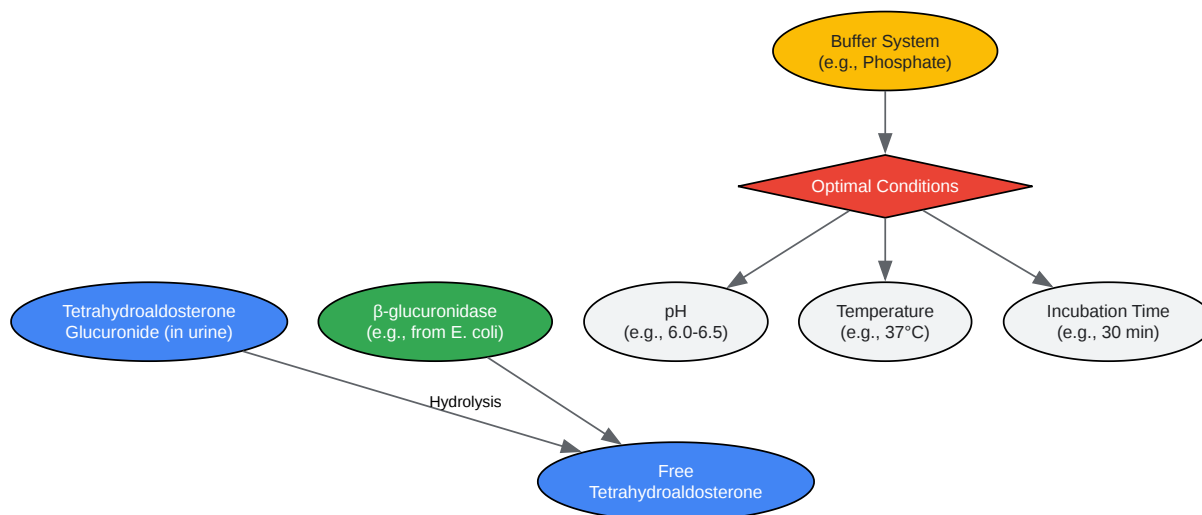 Buffer System
(e.g., Phosphate)
Optimal Conditions
Tetrahydroaldosterone
Glucuronide (in urine)
β-glucuronidase
(e.g., from E. coli)
pH
(e.g., 6.0-6.5)
Temperature
(e.g., 37°C)
Incubation Time
(e.g., 30 min)
Hydrolysis
Free
Tetrahydroaldosterone